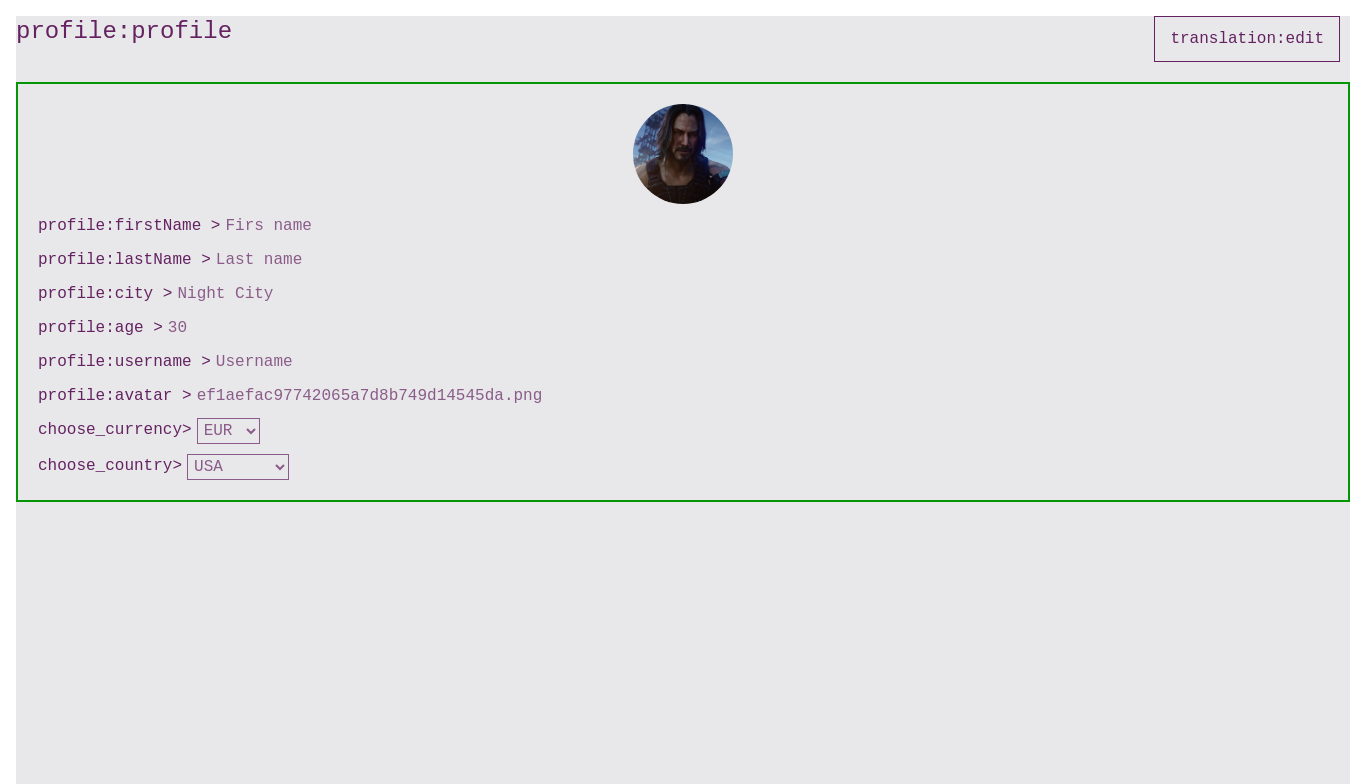 profile:profile
translation:edit
profile:firstName > Firs name
profile:lastName > Last name
profile:city > Night City
profile:age > 30
profile:username > Username
profile:avatar > ef1aefac97742065a7d8b749d14545da.png
choose_currency> EUR
choose_country> USA